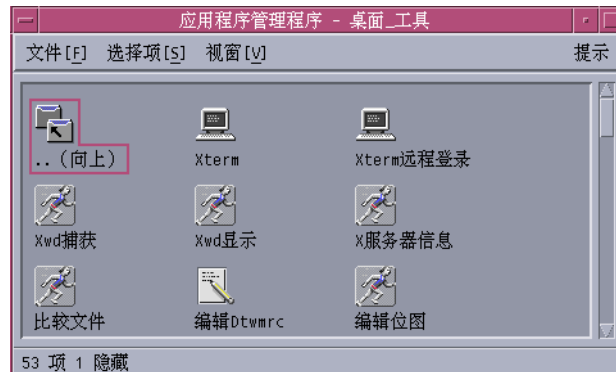 应用程序管理程序 - 桌面_工具
文件[F] 选择项[S] 视窗[V] 提示
..(向上) Xterm Xterm远程登录
Xwd捕获 Xwd显示 X服务器信息
比较文件 编辑Dtwmrc 编辑位图
53 项 1 隐藏